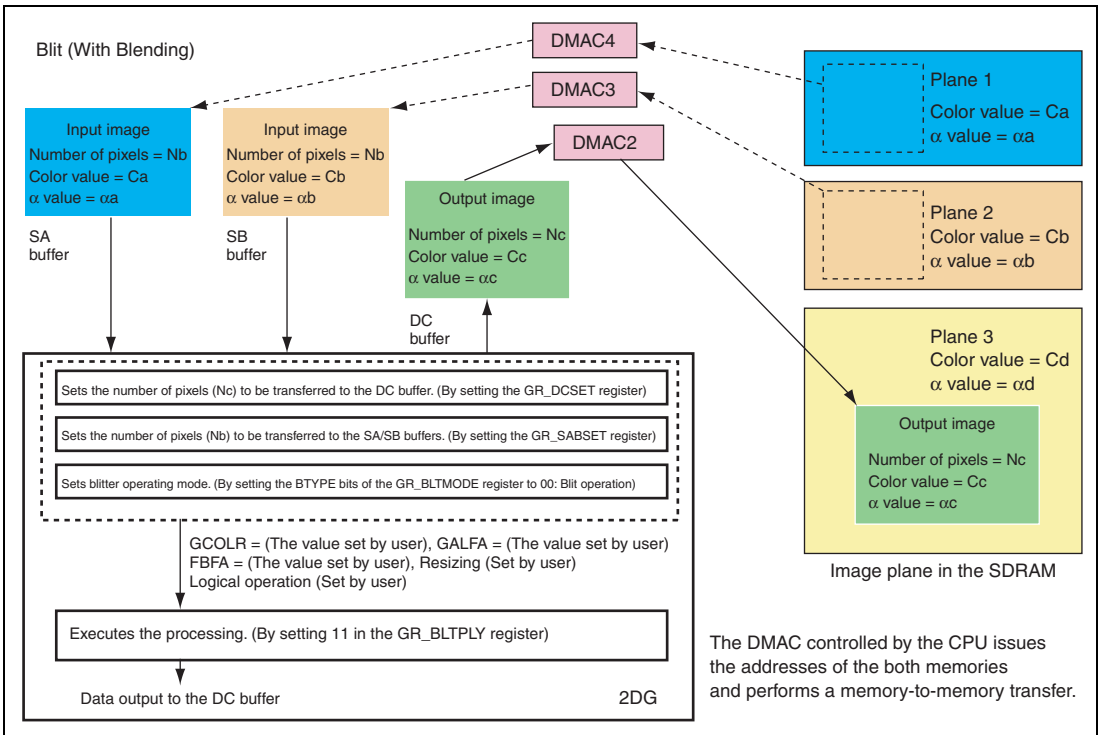 Blit (With Blending)
DMAC4
DMAC3
DMAC2
Input image
Number of pixels = Nb
Color value = Ca
α value = αa
SA
buffer
Input image
Number of pixels = Nb
Color value = Cb
α value = αb
SB
buffer
Output image
Number of pixels = Nc
Color value = Cc
α value = αc
DC
buffer
Plane 1
Color value = Ca
α value = αa
Plane 2
Color value = Cb
α value = αb
Plane 3
Color value = Cd
α value = αd
Output image
Number of pixels = Nc
Color value = Cc
α value = αc
Image plane in the SDRAM
Sets the number of pixels (Nc) to be transferred to the DC buffer. (By setting the GR_DCSET register)
Sets the number of pixels (Nb) to be transferred to the SA/SB buffers. (By setting the GR_SABSET register)
Sets blitter operating mode. (By setting the BTYPE bits of the GR_BLTMODE register to 00: Blit operation)
GCOLR = (The value set by user), GALFA = (The value set by user)
FBFA = (The value set by user), Resizing (Set by user)
Logical operation (Set by user)
Executes the processing. (By setting 11 in the GR_BLTPLY register)
Data output to the DC buffer
2DG
The DMAC controlled by the CPU issues
the addresses of the both memories
and performs a memory-to-memory transfer.